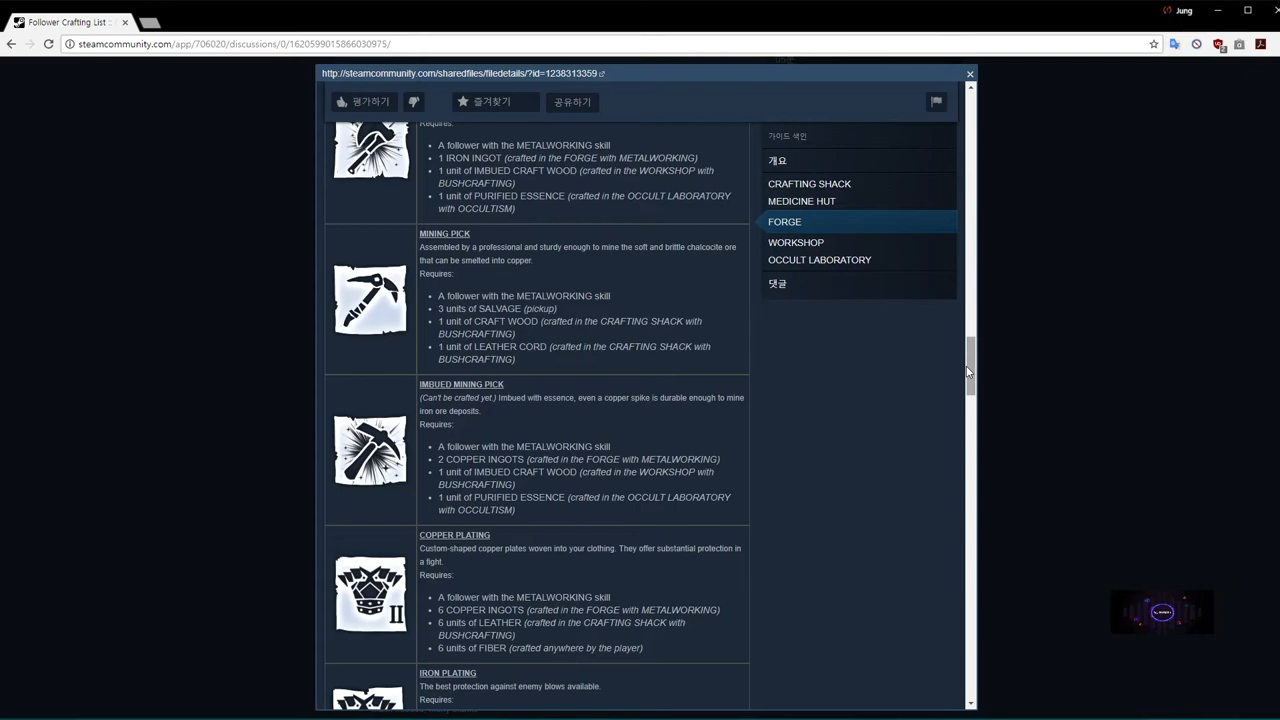 Jung
Follower Crafting List ::
steamcommunity.com/app/706020/discussions/0/1620599015866030975/
http://steamcommunity.com/sharedfiles/filedetails/?id=1238313359
평가하기
즐겨찾기
공유하기
Requires:
A follower with the METALWORKING skill
1 IRON INGOT (crafted in the FORGE with METALWORKING)
1 unit of IMBUED CRAFT WOOD (crafted in the WORKSHOP with
BUSHCRAFTING)
1 unit of PURIFIED ESSENCE (crafted in the OCCULT LABORATORY
with OCCULTISM)
MINING PICK
Assembled by a professional and sturdy enough to mine the soft and brittle chalcocite ore
that can be smelted into copper.
Requires:
A follower with the METALWORKING skill
3 units of SALVAGE (pickup)
1 unit of CRAFT WOOD (crafted in the CRAFTING SHACK with
BUSHCRAFTING)
1 unit of LEATHER CORD (crafted in the CRAFTING SHACK with
BUSHCRAFTING)
IMBUED MINING PICK
(Can't be crafted yet.) Imbued with essence, even a copper spike is durable enough to mine
iron ore deposits.
Requires:
A follower with the METALWORKING skill
2 COPPER INGOTS (crafted in the FORGE with METALWORKING)
1 unit of IMBUED CRAFT WOOD (crafted in the WORKSHOP with
BUSHCRAFTING)
1 unit of PURIFIED ESSENCE (crafted in the OCCULT LABORATORY
with OCCULTISM)
COPPER PLATING
Custom-shaped copper plates woven into your clothing. They offer substantial protection in
a fight.
Requires:
A follower with the METALWORKING skill
6 COPPER INGOTS (crafted in the FORGE with METALWORKING)
6 units of LEATHER (crafted in the CRAFTING SHACK with
BUSHCRAFTING)
6 units of FIBER (crafted anywhere by the player)
II
IRON PLATING
The best protection against enemy blows available.
Requires:
가이드 색인
개요
CRAFTING SHACK
MEDICINE HUT
FORGE
WORKSHOP
OCCULT LABORATORY
댓글